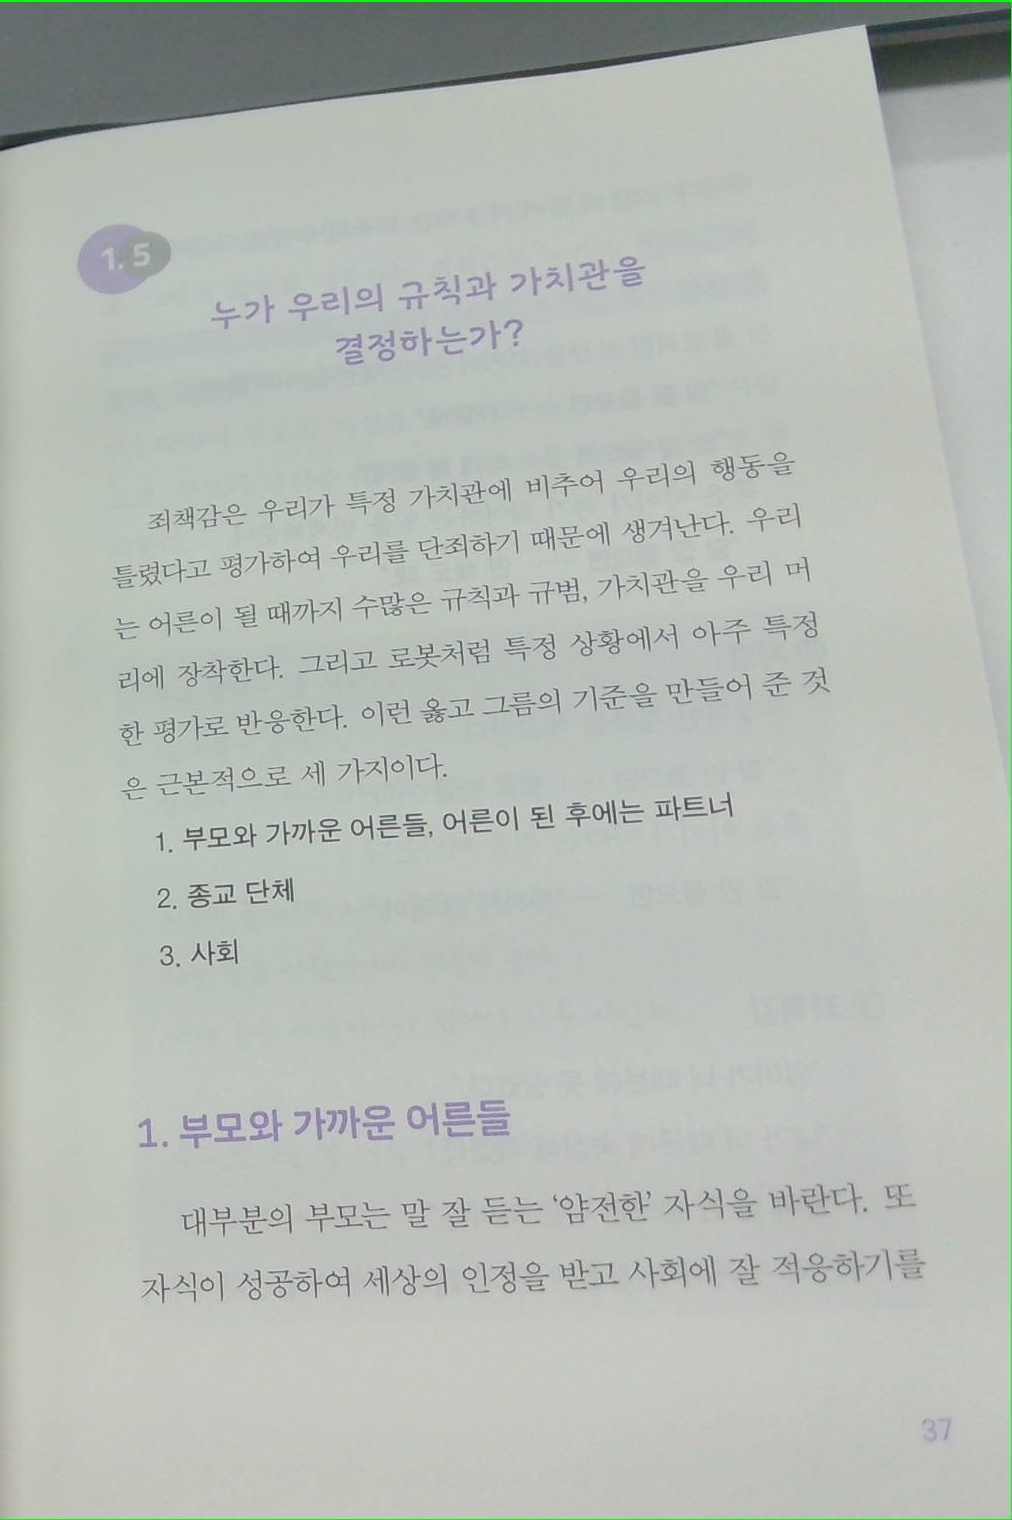 1.5
누가 우리의 규칙과 가치관을
결정하는가?
죄책감은 우리가 특정 가치관에 비추어 우리의 행동을
틀렸다고 평가하여 우리를 단죄하기 때문에 생겨난다. 우리
는 어른이 될 때까지 수많은 규칙과 규범, 가치관을 우리 머
리에 장착한다. 그리고 로봇처럼 특정 상황에서 아주 특정
한 평가로 반응한다. 이런 옳고 그름의 기준을 만들어 준 것
은 근본적으로 세 가지이다.
1. 부모와 가까운 어른들, 어른이 된 후에는 파트너
2. 종교 단체
3. 사회
1. 부모와 가까운 어른들
대부분의 부모는 말 잘 듣는 ‘얌전한’ 자식을 바란다. 또
자식이 성공하여 세상의 인정을 받고 사회에 잘 적응하기를
37